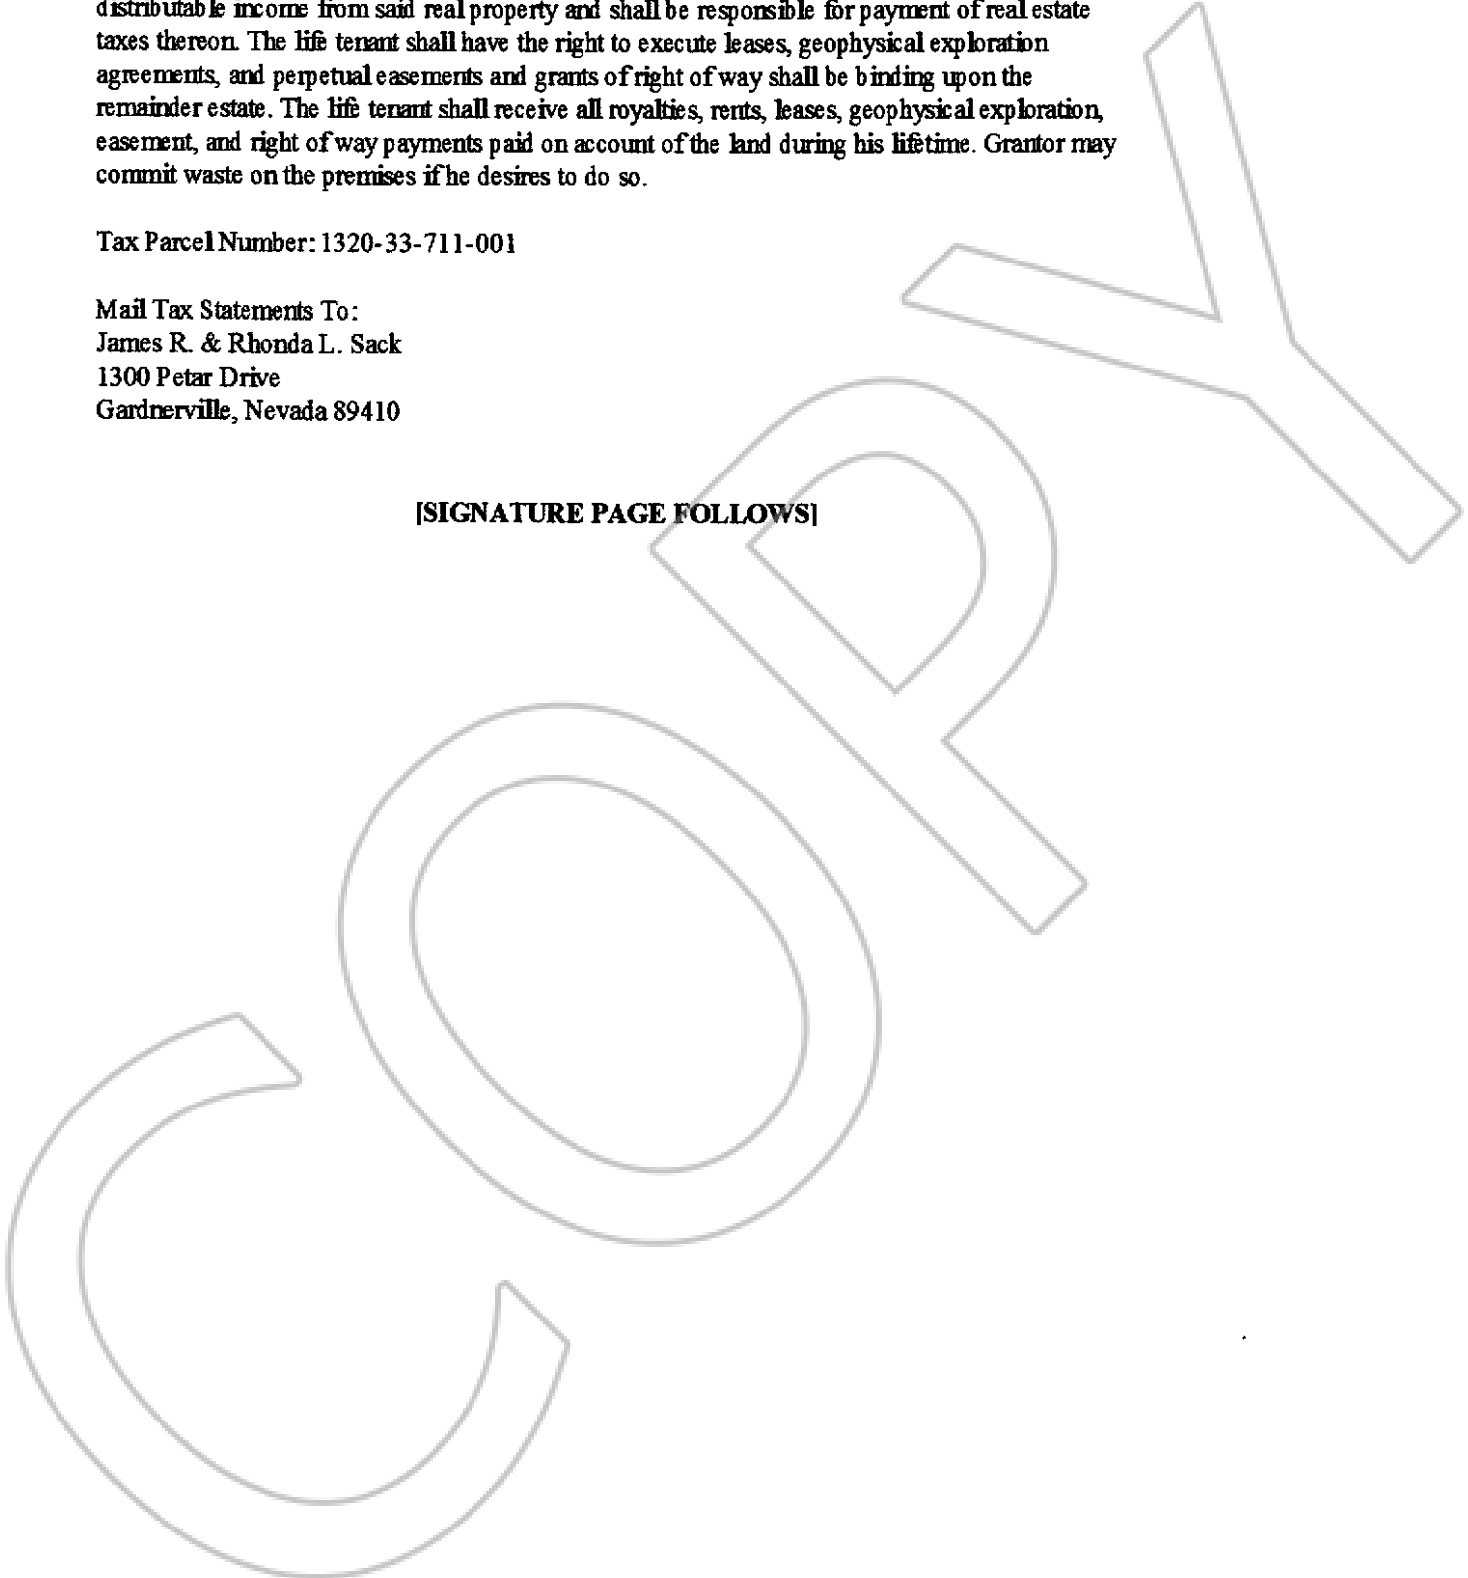 distributable income from said real property and shall be responsible for payment of real estate
taxes thereon. The life tenant shall have the right to execute leases, geophysical exploration
agreements, and perpetual easements and grants of right of way shall be binding upon the
remainder estate. The life tenant shall receive all royalties, rents, leases, geophysical exploration,
easement, and right of way payments paid on account of the land during his lifetime. Grantor may
commit waste on the premises if he desires to do so.
Tax Parcel Number: 1320-33-711-001
Mail Tax Statements To:
James R. & Rhonda L. Sack
1300 Petar Drive
Gardnerville, Nevada 89410
[SIGNATURE PAGE FOLLOWS]
COPY